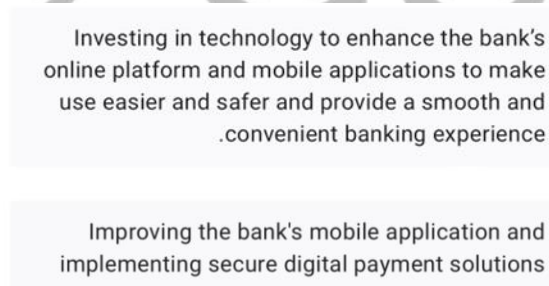 Investing in technology to enhance the bank's
online platform and mobile applications to make
use easier and safer and provide a smooth and
.convenient banking experience
Improving the bank's mobile application and
implementing secure digital payment solutions